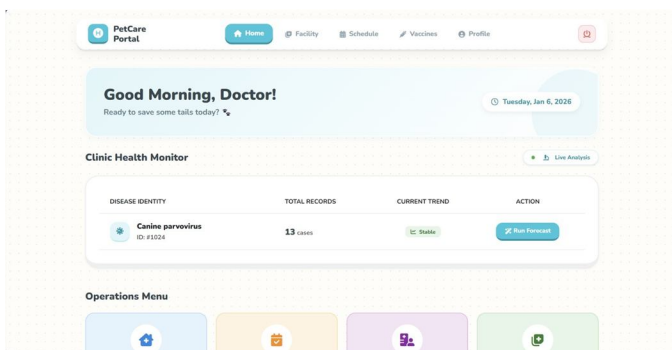 PetCare
Portal
Home
Facility
Schedule
Vaccines
Profile
Good Morning, Doctor!
Ready to save some tails today?
Tuesday, Jan 6, 2026
Clinic Health Monitor
Live Analysis
DISEASE IDENTITY TOTAL RECORDS CURRENT TREND ACTION
Canine parvovirus
ID: #1024
13 cases
Stable
Run Forecast
Operations Menu